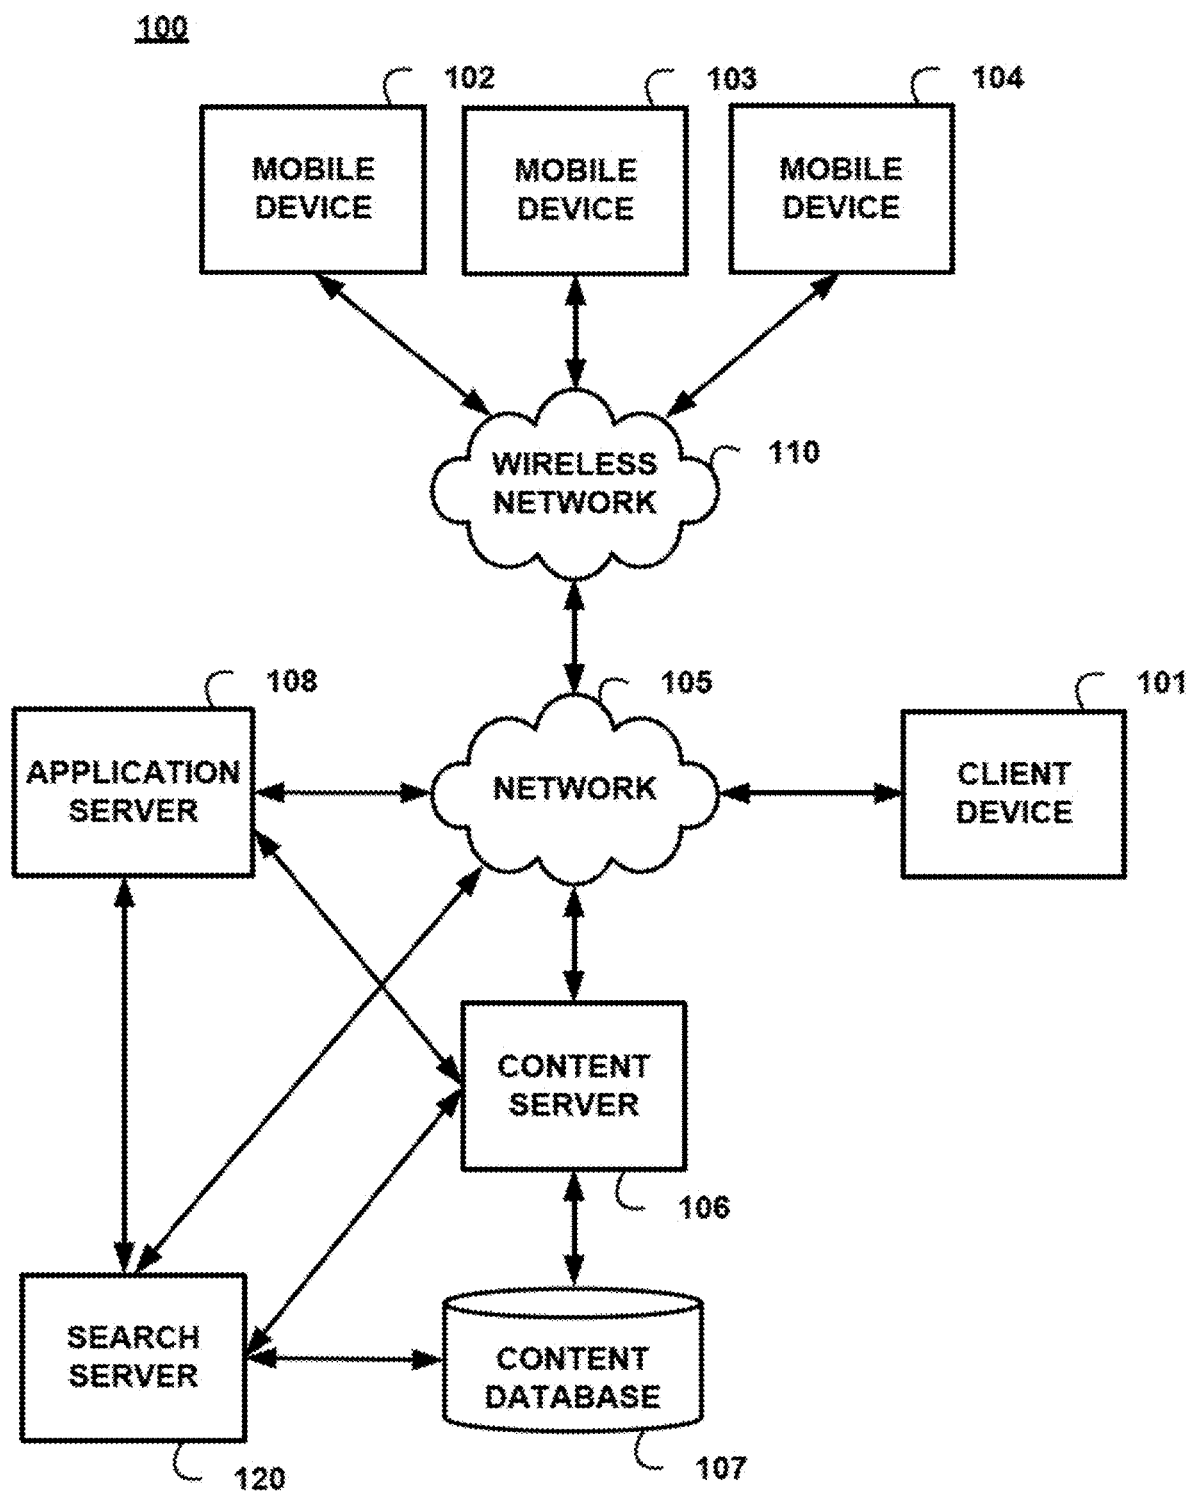 100
102
103
104
MOBILE
DEVICE
MOBILE
DEVICE
MOBILE
DEVICE
WIRELESS
NETWORK
110
108
105
101
APPLICATION
SERVER
NETWORK
CLIENT
DEVICE
CONTENT
SERVER
106
SEARCH
SERVER
CONTENT
DATABASE
120
107